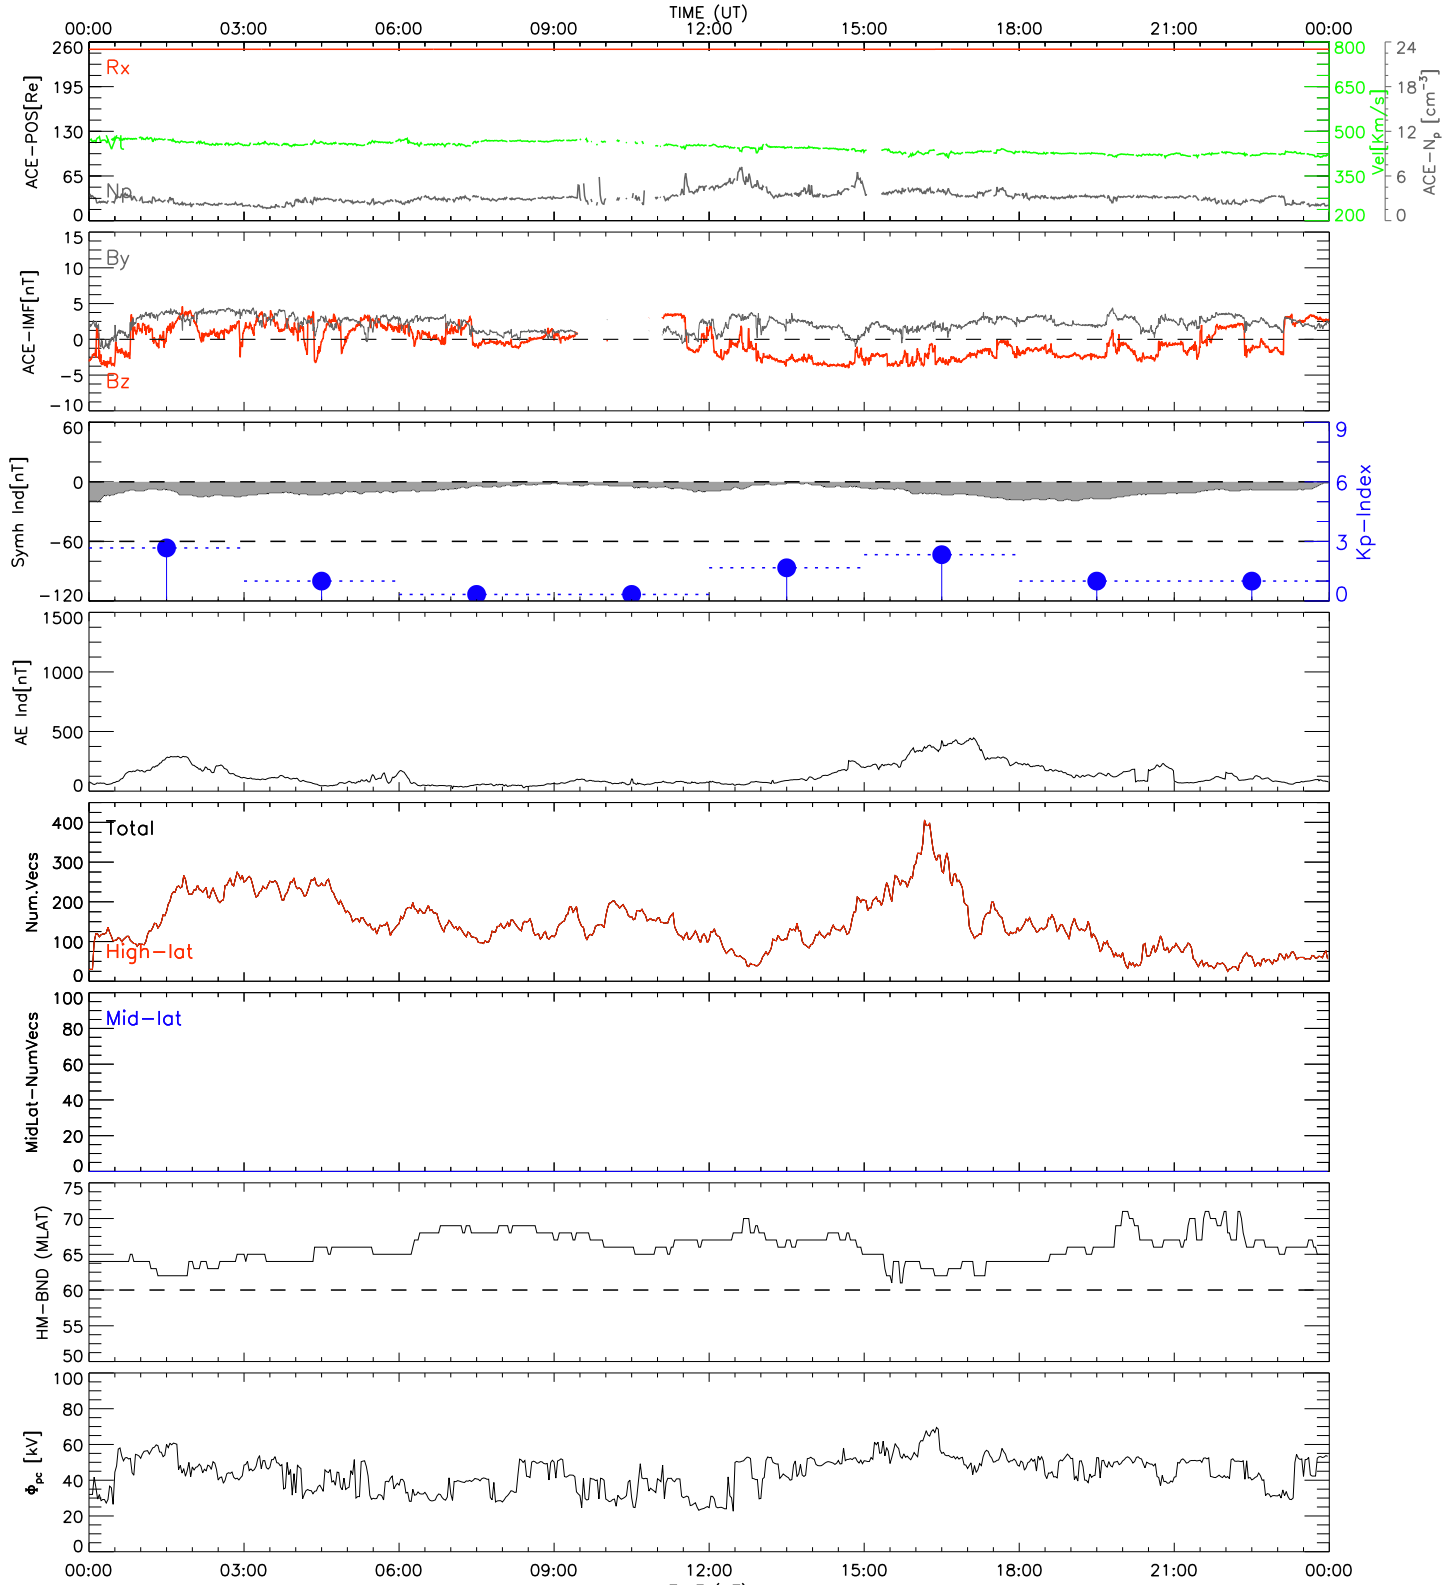 TIME (UT)
00:00 03:00 06:00 09:00 12:00 15:00 18:00 21:00 00:00
ACE-POS[Re]
260
195
130
65
0
Rx
Np
800
650
500
350
200
Vel[Km/s]
24
18
12
6
0
ACE-Np [cm-3]
ACE-IMF[nT]
15
10
5
0
-5
-10
By
Bz
Symh Ind[nT]
60
0
-60
-120
9
6
3
0
Kp-Index
AE Ind[nT]
1500
1000
500
0
Num.Vecs
400
300
200
100
0
Total
High-lat
MidLat-NumVecs
100
80
60
40
20
0
Mid-lat
HM-BND (MLAT)
75
70
65
60
55
50
Φpc [kV]
100
80
60
40
20
0
00:00 03:00 06:00 09:00 12:00 15:00 18:00 21:00 00:00